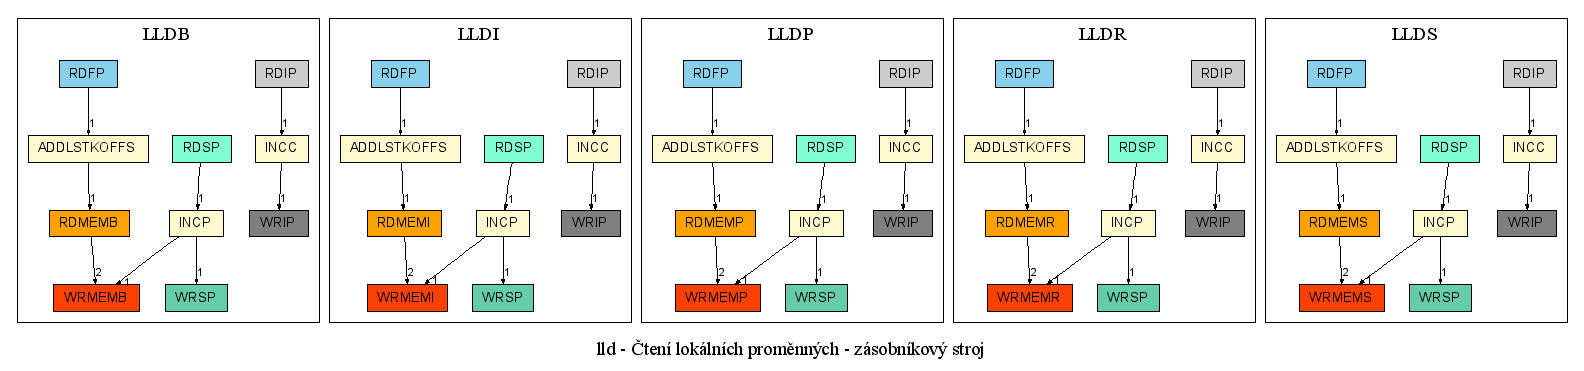 LLDB LLDI LLDP LLDR LLDS
RDFP RDIP RDFP RDIP RDFP RDIP RDFP RDIP RDFP RDIP
1 1 1 1 1 1 1 1 1 1
ADDLSTKOFFS RDSP INCC ADDLSTKOFFS RDSP INCC ADDLSTKOFFS RDSP INCC ADDLSTKOFFS RDSP INCC ADDLSTKOFFS RDSP INCC
1 1 1 1 1 1 1 1 1 1 1 1 1 1 1
RDMEMB INCP WRIP RDMEMI INCP WRIP RDMEMP INCP WRIP RDMEMR INCP WRIP RDMEMS INCP WRIP
2 1 1 2 1 1 2 1 1 2 1 1 2 1 1
WRMEMB WRSP WRMEMI WRSP WRMEMP WRSP WRMEMR WRSP WRMEMS WRSP
lld - Čtení lokálních proměnných - zásobníkový stroj